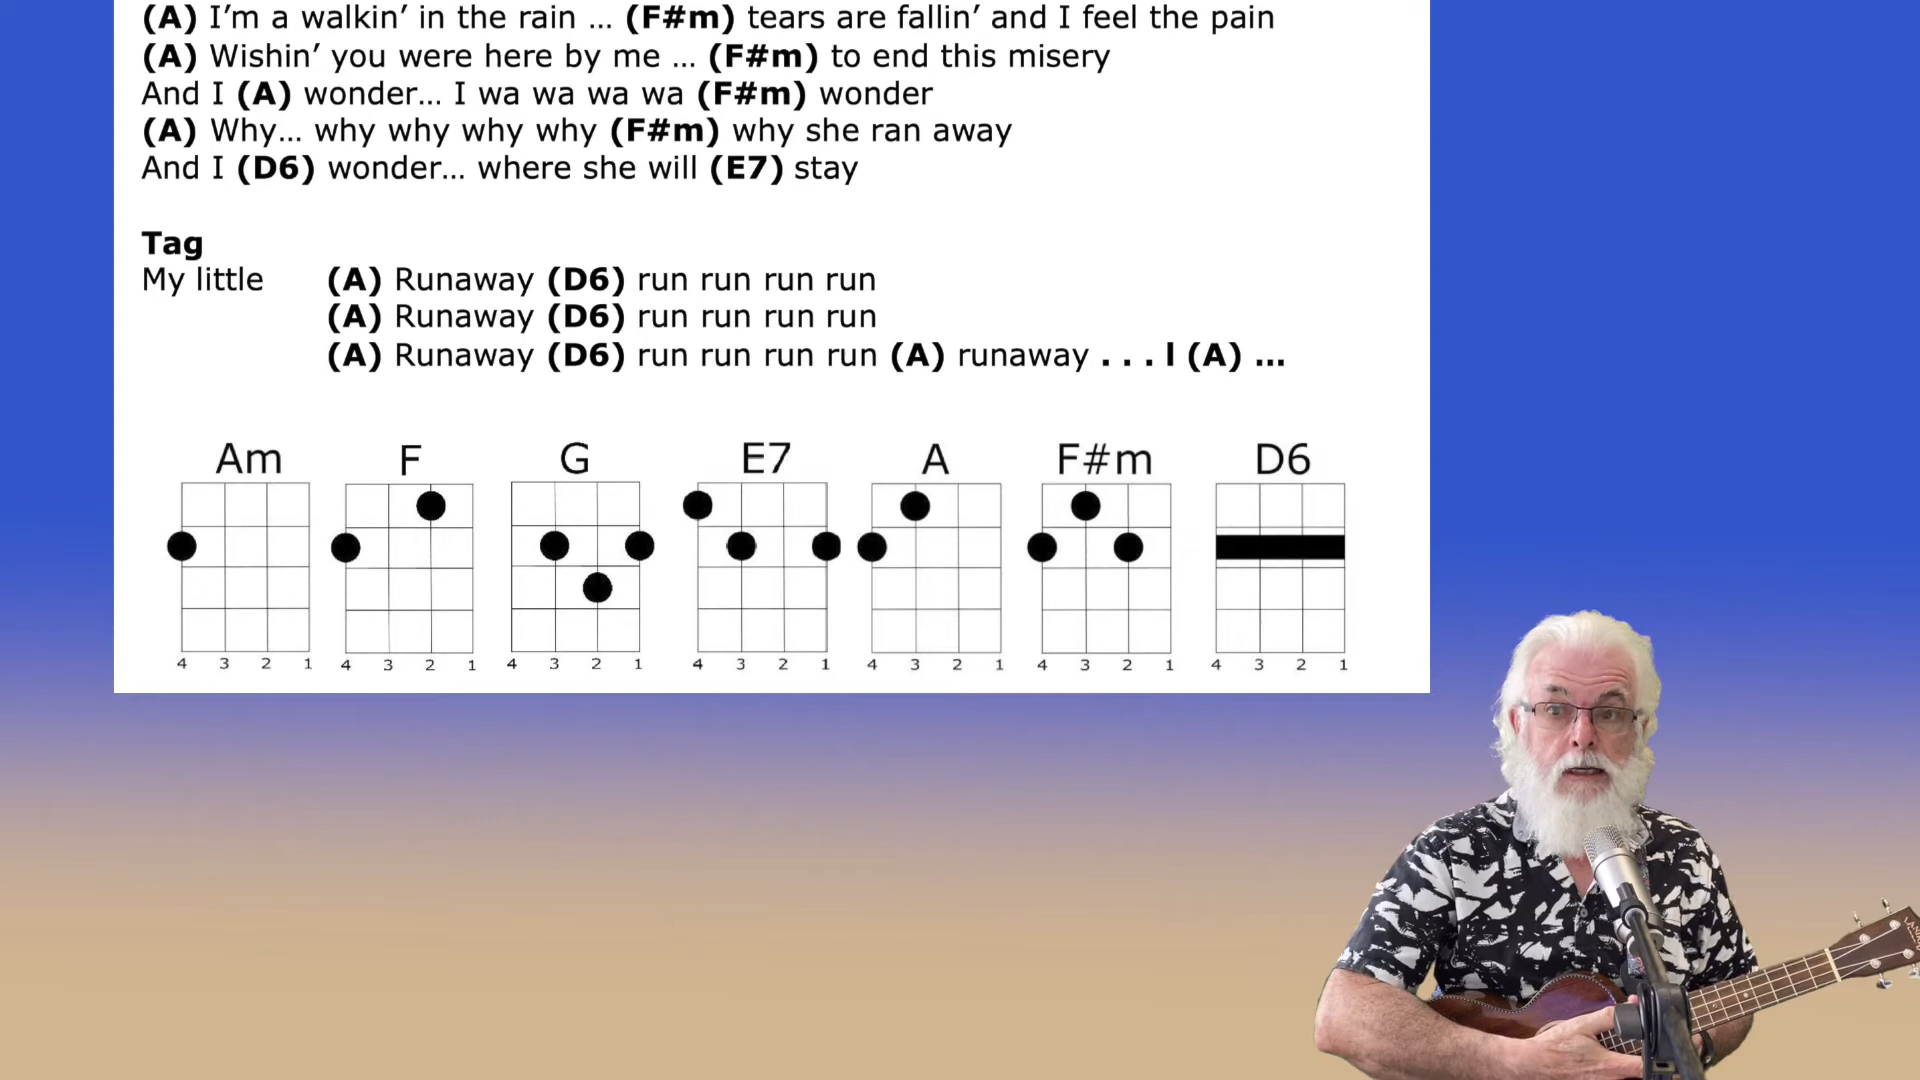 (A) I’m a walkin’ in the rain … (F#m) tears are fallin’ and I feel the pain
(A) Wishin’ you were here by me … (F#m) to end this misery
And I (A) wonder… I wa wa wa wa (F#m) wonder
(A) Why… why why why why (F#m) why she ran away
And I (D6) wonder… where she will (E7) stay
Tag
My little (A) Runaway (D6) run run run run
(A) Runaway (D6) run run run run
(A) Runaway (D6) run run run run (A) runaway . . . l (A) …
Am F G E7 A F#m D6
4 3 2 1 4 3 2 1 4 3 2 1 4 3 2 1 4 3 2 1 4 3 2 1 4 3 2 1